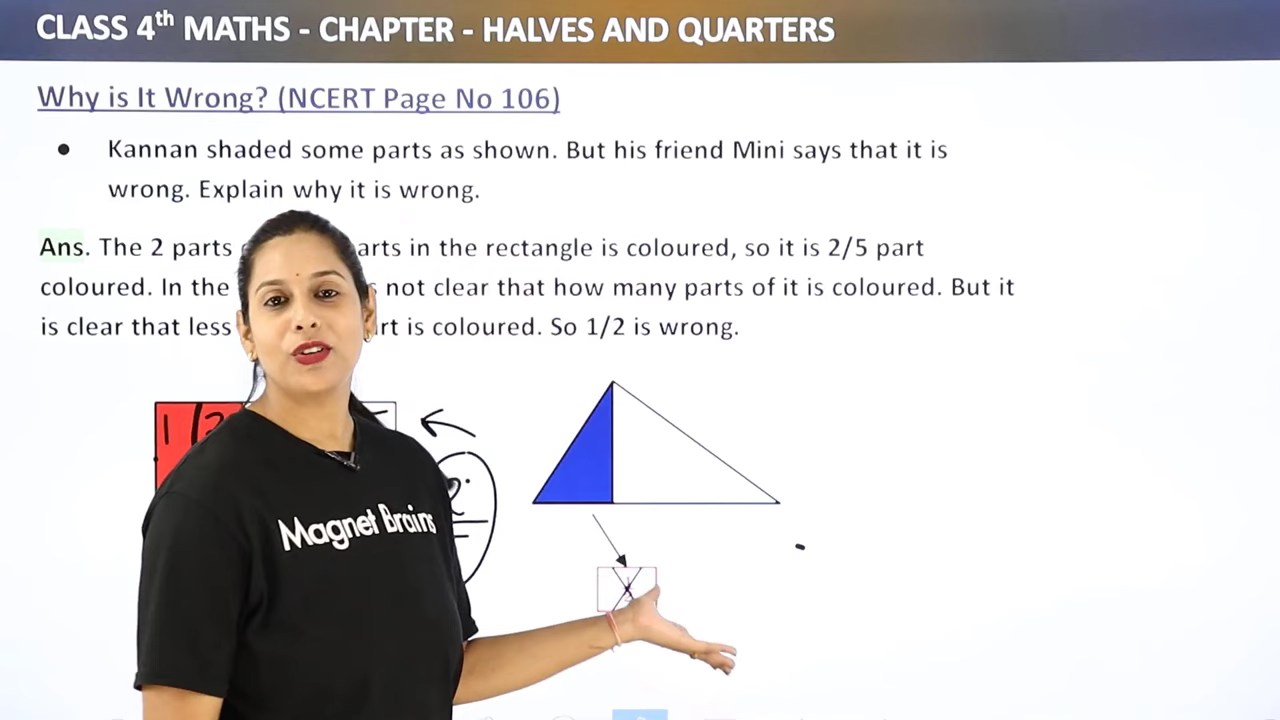 CLASS 4th MATHS - CHAPTER - HALVES AND QUARTERS
Why is It Wrong? (NCERT Page No 106)
Kannan shaded some parts as shown. But his friend Mini says that it is
wrong. Explain why it is wrong.
Ans. The 2 parts arts in the rectangle is coloured, so it is 2/5 part
coloured. In the not clear that how many parts of it is coloured. But it
is clear that less rt is coloured. So 1/2 is wrong.
1 2
2
Magnet Brains